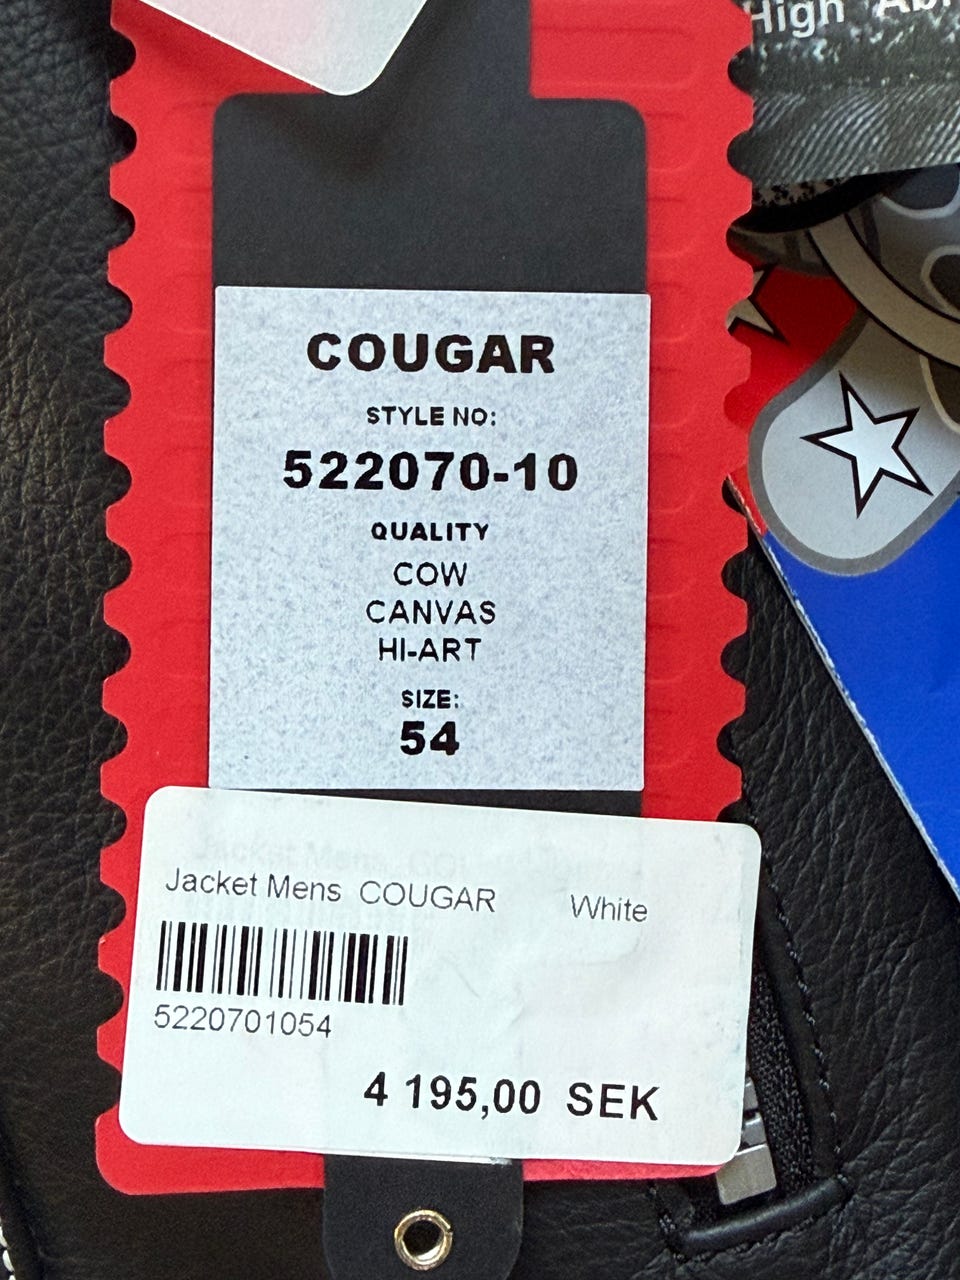 High
COUGAR
STYLE NO:
522070-10
QUALITY
COW
CANVAS
HI-ART
SIZE:
54
Jacket Mens COUGAR White
5220701054
4 195,00 SEK